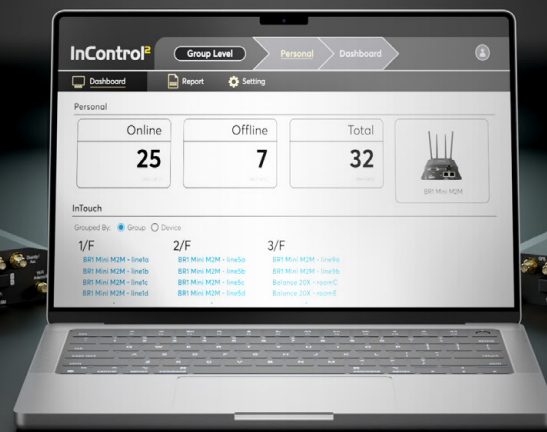 InControl²
Group Level
Personal
Dashboard
Dashboard
Report
Setting
Personal
Online
25
Offline
7
Total
32
BR1 Mini M2M
InTouch
Grouped By: Group Device
1/F
BR1 Mini M2M - line1a
BR1 Mini M2M - line1b
BR1 Mini M2M - line1c
BR1 Mini M2M - line1d
2/F
BR1 Mini M2M - line5a
BR1 Mini M2M - line5b
BR1 Mini M2M - line5c
BR1 Mini M2M - line5d
3/F
BR1 Mini M2M - line9a
BR1 Mini M2M - line9b
Balance 20X - roomC
Balance 20X - roomE